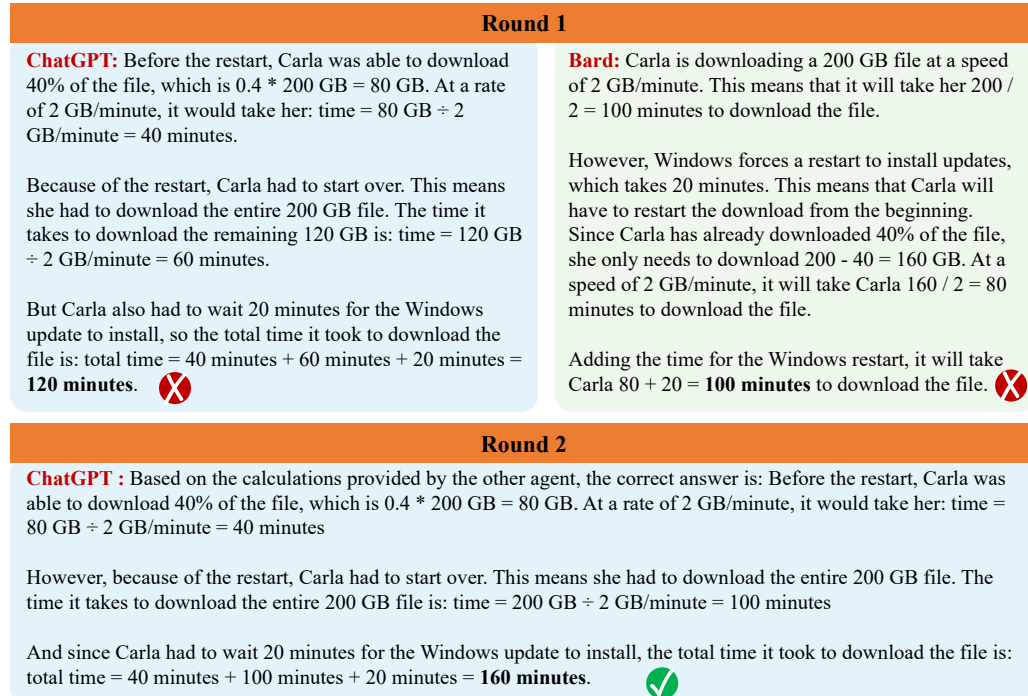 Round 1
ChatGPT: Before the restart, Carla was able to download
40% of the file, which is 0.4 * 200 GB = 80 GB. At a rate
of 2 GB/minute, it would take her: time = 80 GB ÷ 2
GB/minute = 40 minutes.
Because of the restart, Carla had to start over. This means
she had to download the entire 200 GB file. The time it
takes to download the remaining 120 GB is: time = 120 GB
÷ 2 GB/minute = 60 minutes.
But Carla also had to wait 20 minutes for the Windows
update to install, so the total time it took to download the
file is: total time = 40 minutes + 60 minutes + 20 minutes =
120 minutes.
Bard: Carla is downloading a 200 GB file at a speed
of 2 GB/minute. This means that it will take her 200 /
2 = 100 minutes to download the file.
However, Windows forces a restart to install updates,
which takes 20 minutes. This means that Carla will
have to restart the download from the beginning.
Since Carla has already downloaded 40% of the file,
she only needs to download 200 - 40 = 160 GB. At a
speed of 2 GB/minute, it will take Carla 160 / 2 = 80
minutes to download the file.
Adding the time for the Windows restart, it will take
Carla 80 + 20 = 100 minutes to download the file.
Round 2
ChatGPT : Based on the calculations provided by the other agent, the correct answer is: Before the restart, Carla was
able to download 40% of the file, which is 0.4 * 200 GB = 80 GB. At a rate of 2 GB/minute, it would take her: time =
80 GB ÷ 2 GB/minute = 40 minutes
However, because of the restart, Carla had to start over. This means she had to download the entire 200 GB file. The
time it takes to download the entire 200 GB file is: time = 200 GB ÷ 2 GB/minute = 100 minutes
And since Carla had to wait 20 minutes for the Windows update to install, the total time it took to download the file is:
total time = 40 minutes + 100 minutes + 20 minutes = 160 minutes.